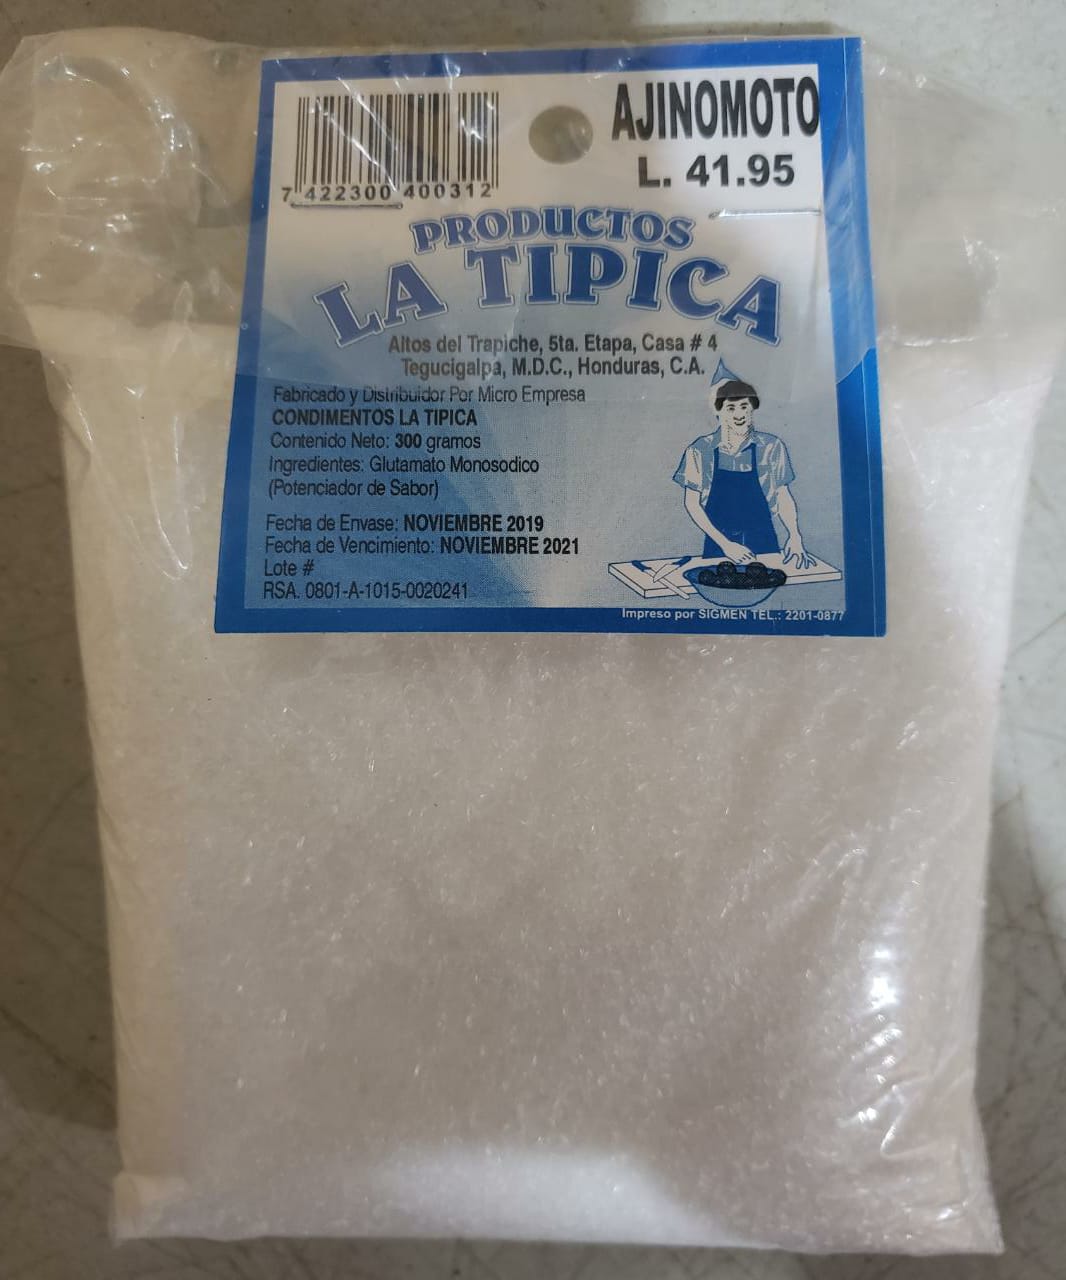 AJINOMOTO
L. 41.95
7 422300 400312
PRODUCTOS
LA TIPICA
Altos del Trapiche, 5ta. Etapa, Casa # 4
Tegucigalpa, M.D.C., Honduras, C.A.
Fabricado y Distribuidor Por Micro Empresa
CONDIMENTOS LA TIPICA
Contenido Neto: 300 gramos
Ingredientes: Glutamato Monosodico
(Potenciador de Sabor)
Fecha de Envase: NOVIEMBRE 2019
Fecha de Vencimiento: NOVIEMBRE 2021
Lote #
RSA. 0801-A-1015-0020241
Impreso por SIGMEN TEL.: 2201-0877